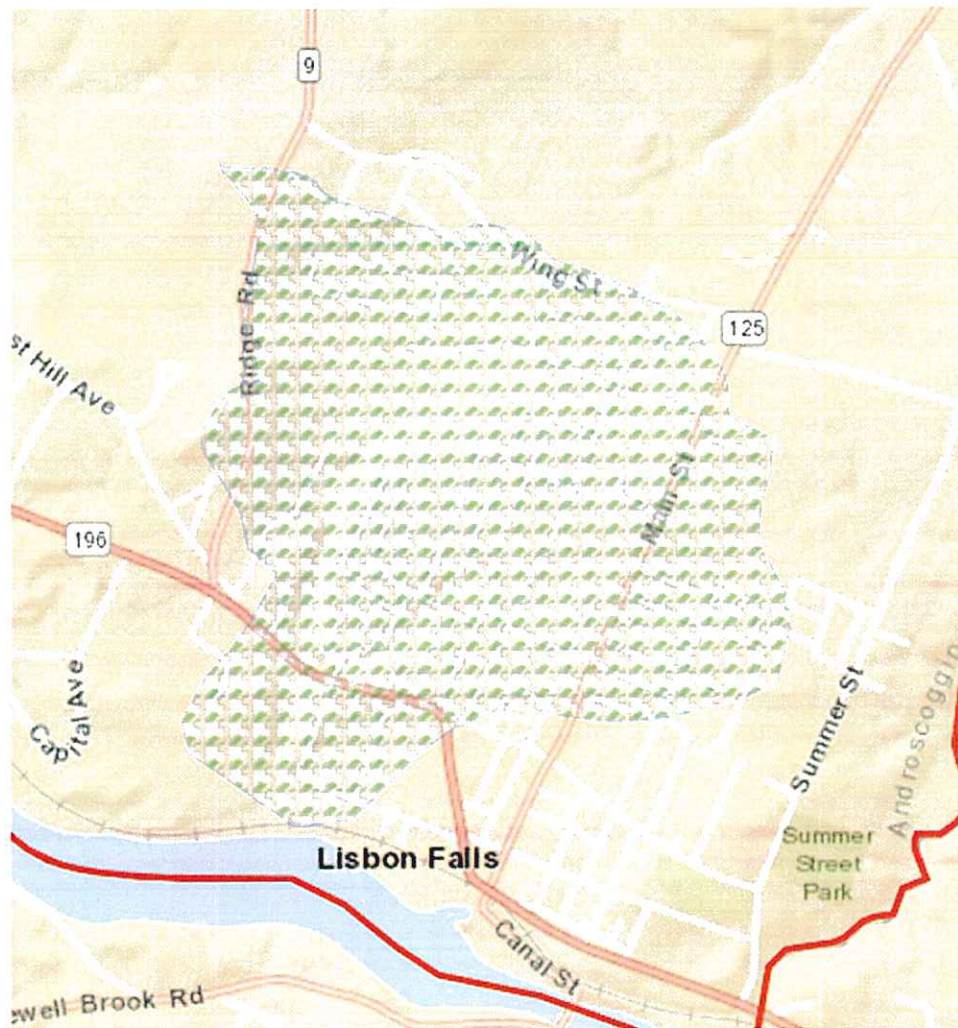 9
Wing St
Ridge Rd
125
st Hill Ave
Main St
196
Capital Ave
Summer St
Androscoggin
Summer
Street
Park
Lisbon Falls
Canal St
ewell Brook Rd